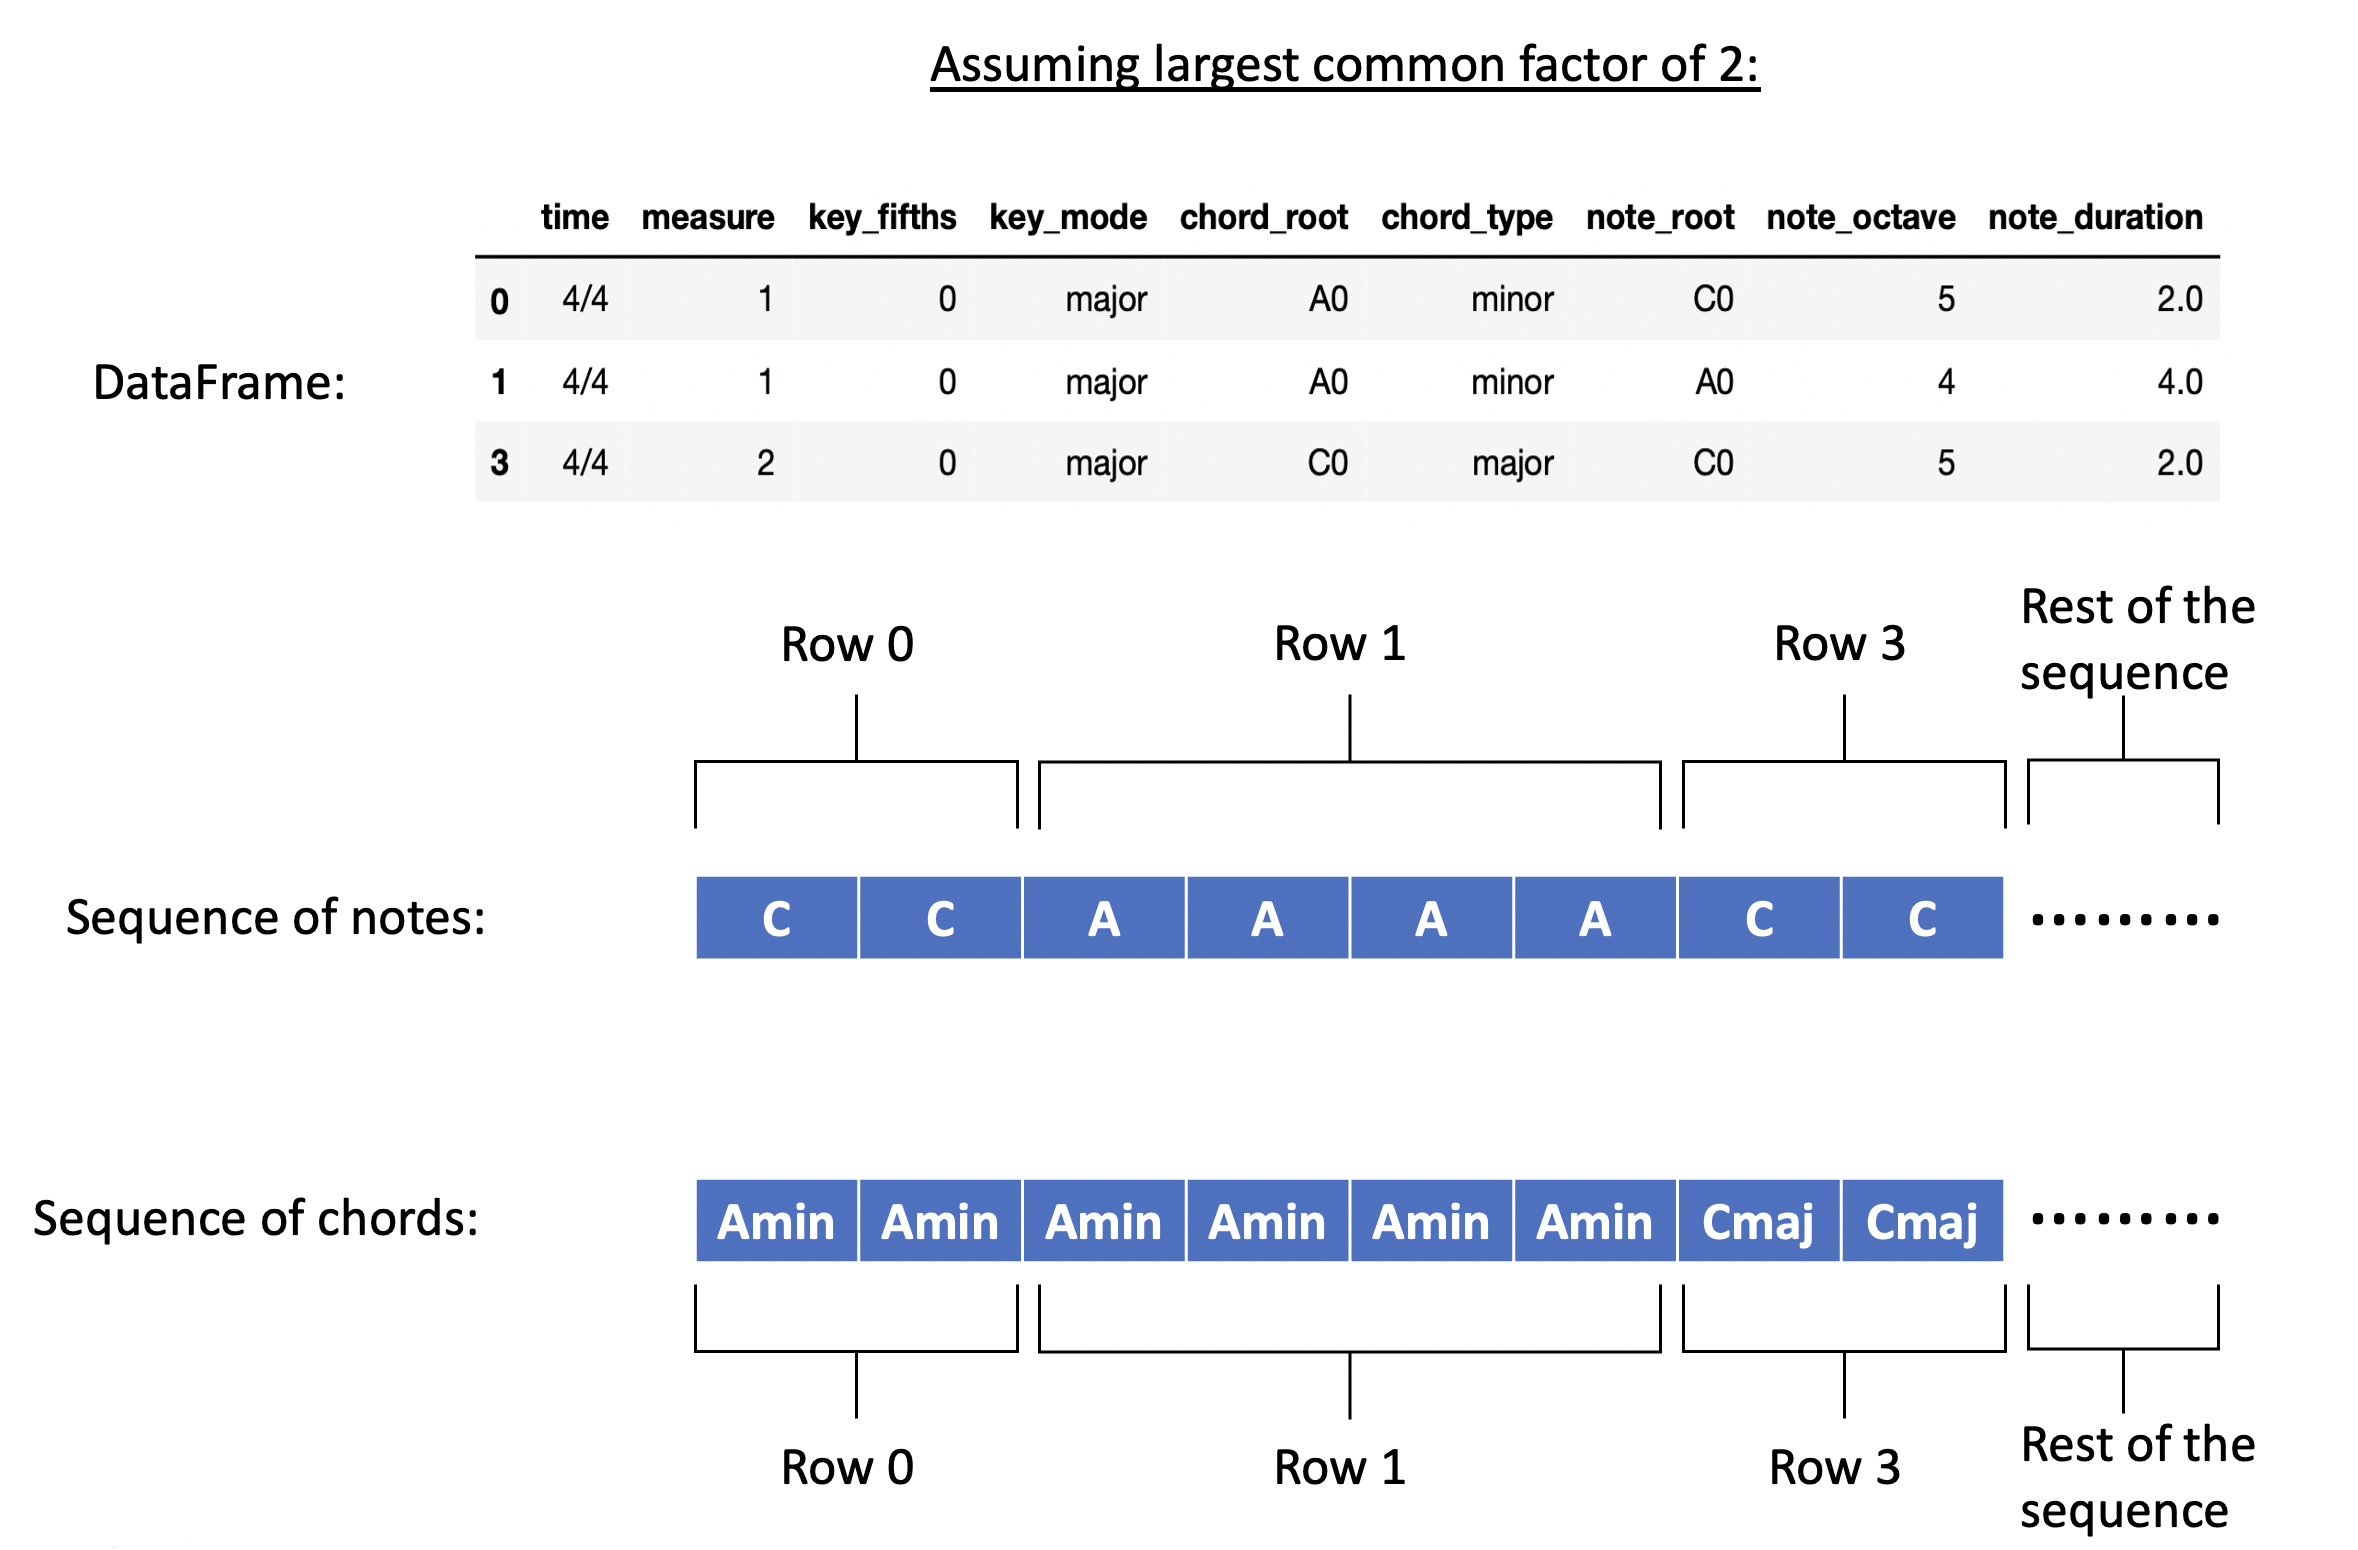 Assuming largest common factor of 2:
time measure key_fifths key_mode chord_root chord_type note_root note_octave note_duration
0 4/4 1 0 major A0 minor C0 5 2.0
DataFrame:
1 4/4 1 0 major A0 minor A0 4 4.0
3 4/4 2 0 major C0 major C0 5 2.0
Row 0
Row 1
Row 3
Rest of the
sequence
Sequence of notes:
C C A A A A C C ·········
Sequence of chords:
Amin Amin Amin Amin Amin Amin Cmaj Cmaj ·········
Row 0
Row 1
Row 3
Rest of the
sequence